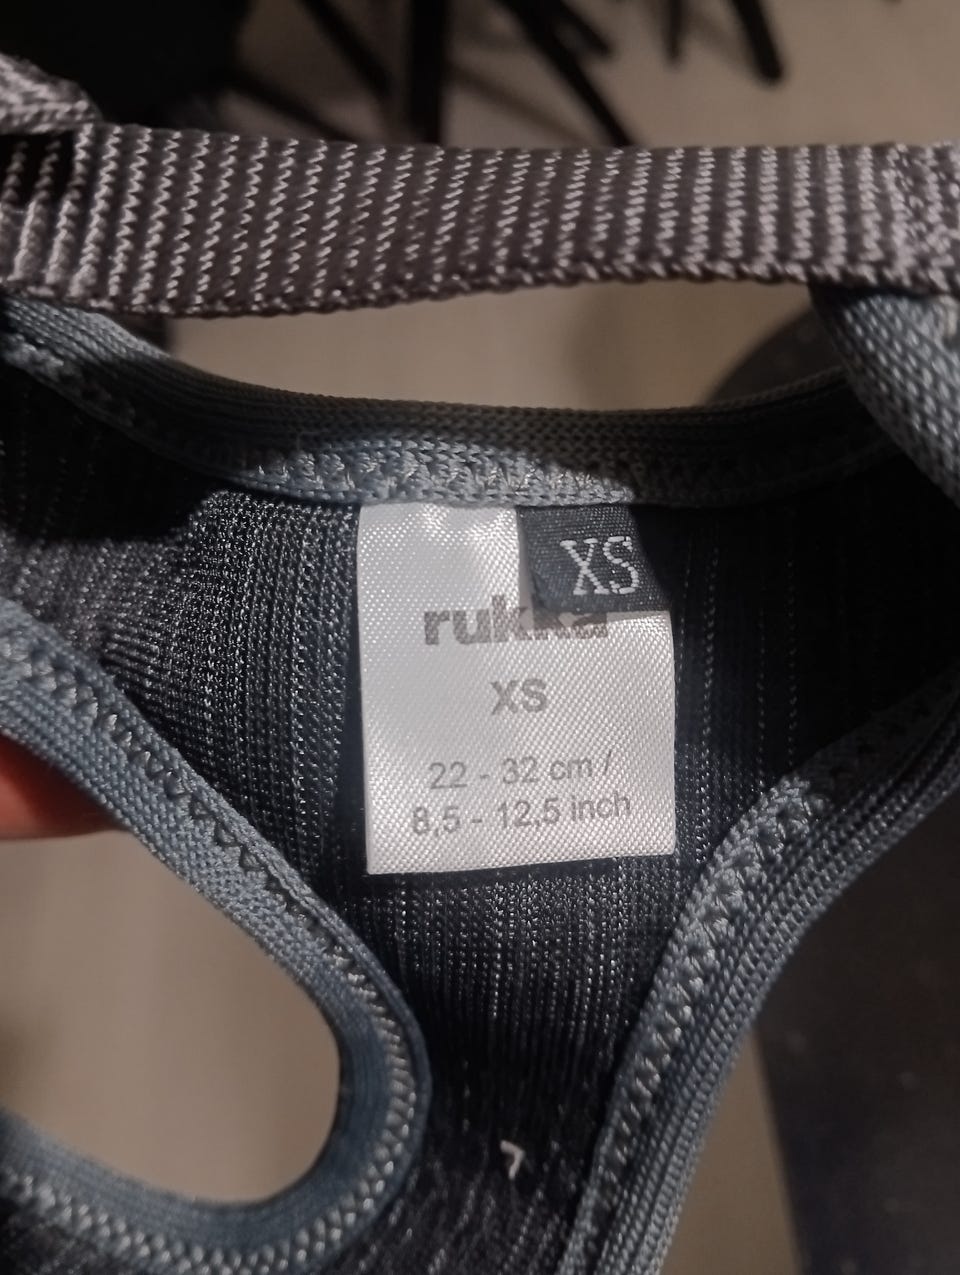 XS
rukka
XS
22 - 32 cm /
8,5 - 12,5 inch